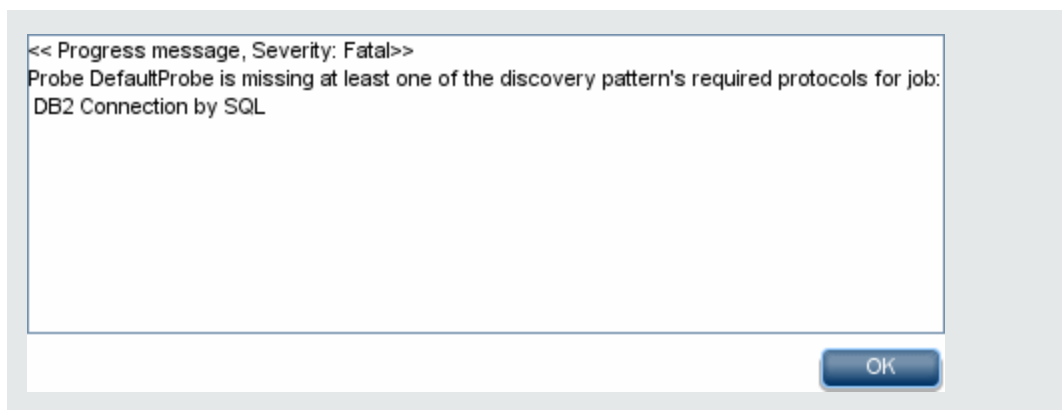 << Progress message, Severity: Fatal>>
Probe DefaultProbe is missing at least one of the discovery pattern's required protocols for job:
DB2 Connection by SQL
OK